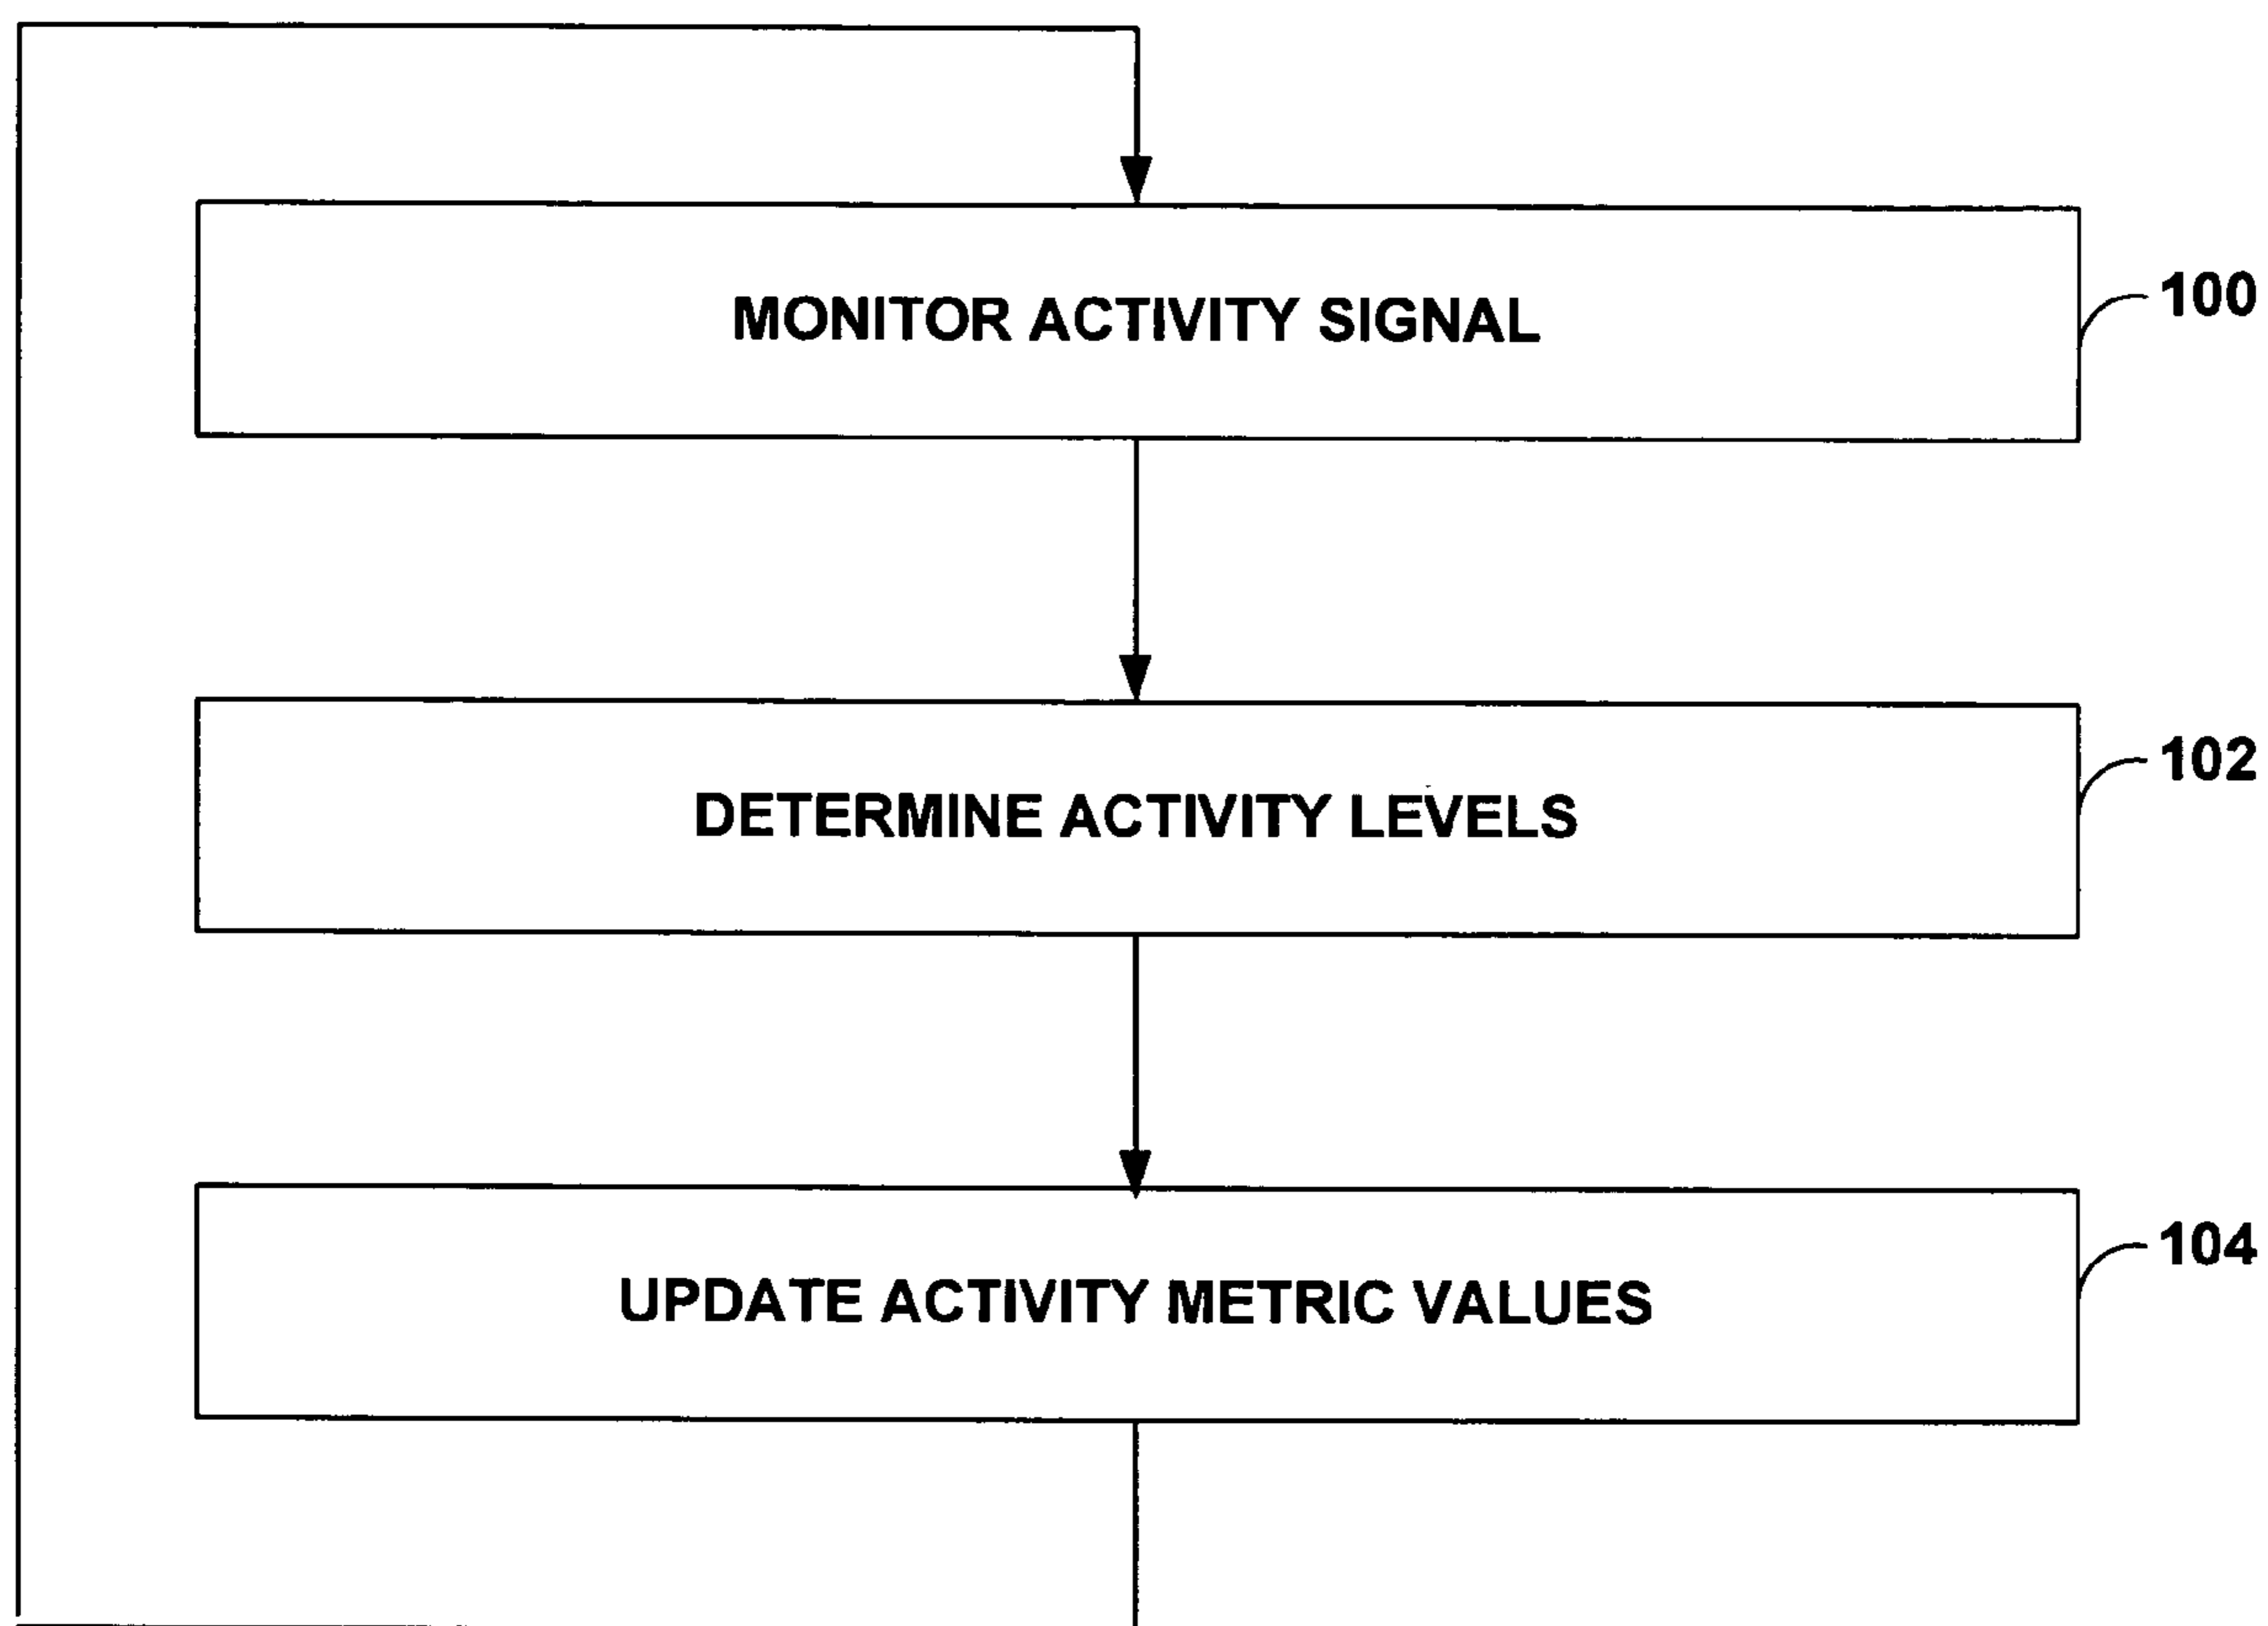 MONITOR ACTIVITY SIGNAL
100
DETERMINE ACTIVITY LEVELS
102
UPDATE ACTIVITY METRIC VALUES
104